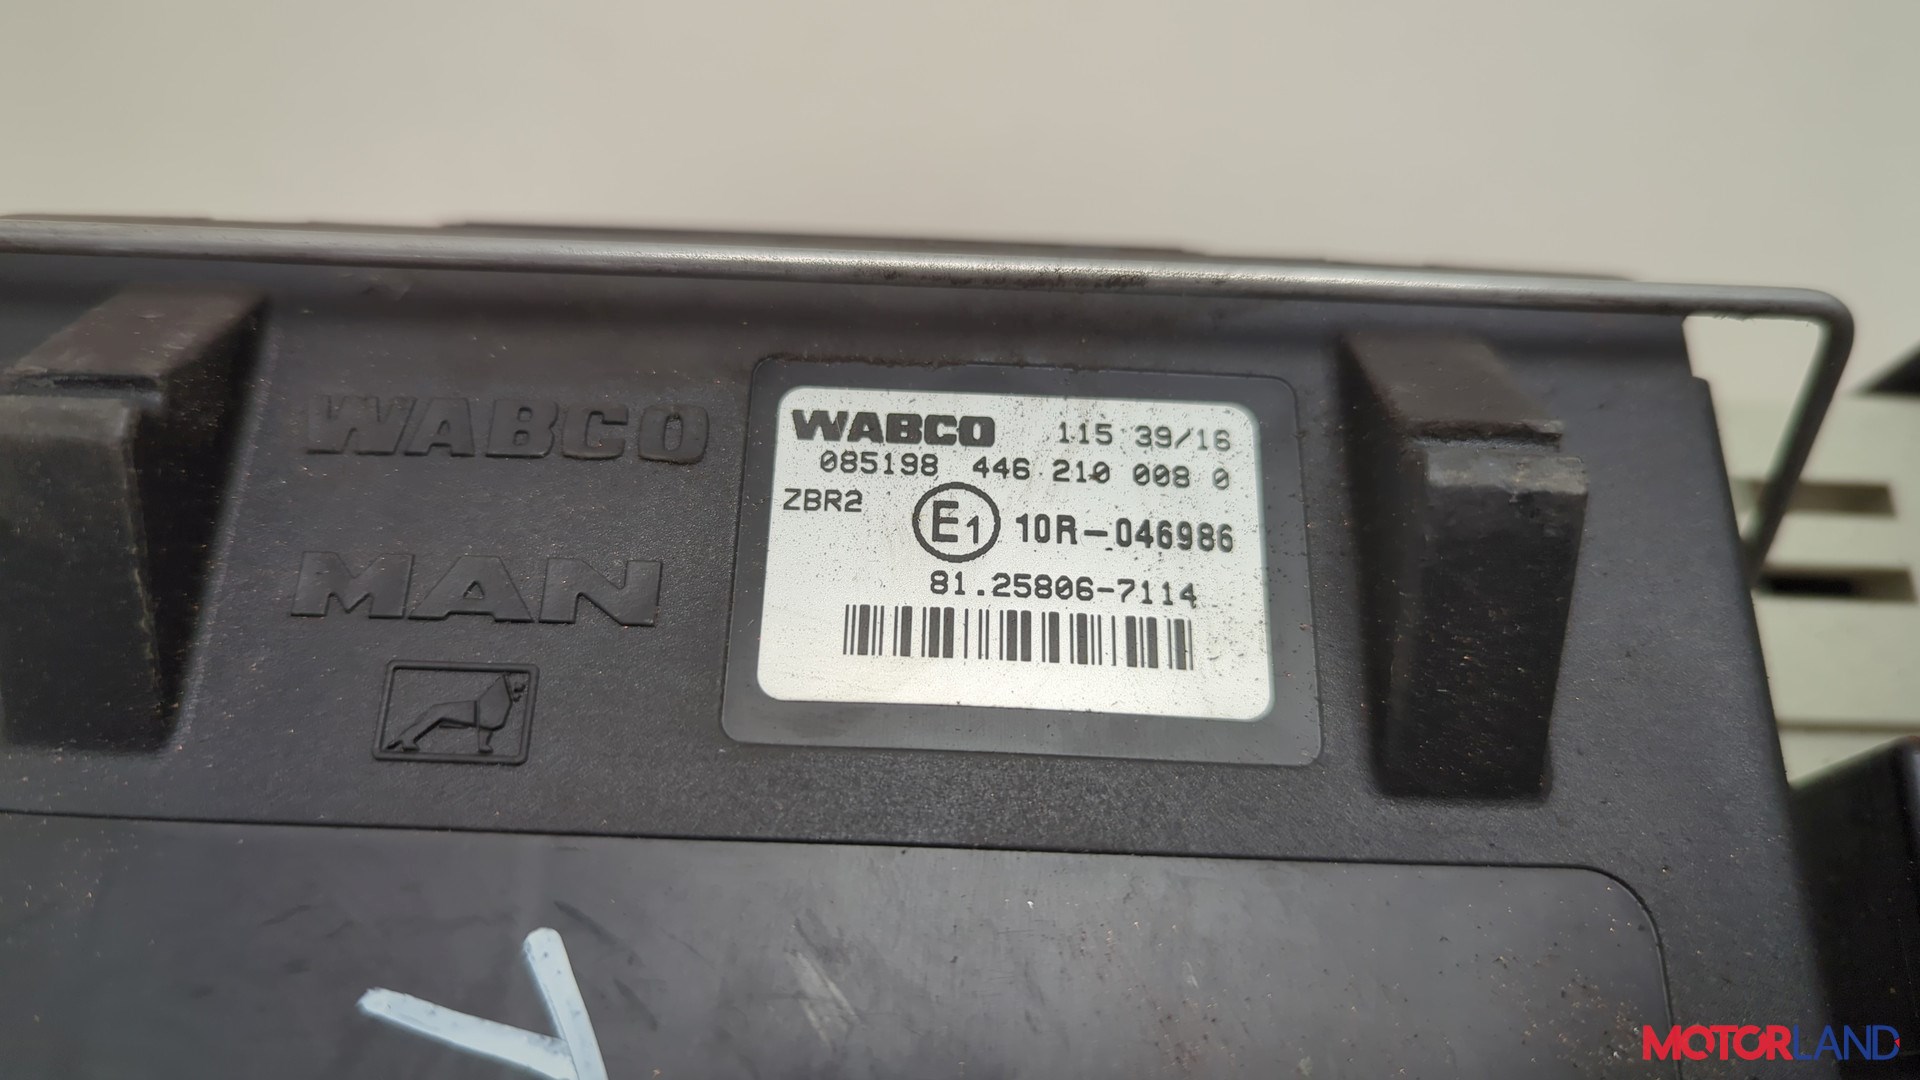 WABCO
MAN
WABCO 115 39/16
085198 446 210 008 0
ZBR2 E1 10R-046986
81.25806-7114
MOTORLAND